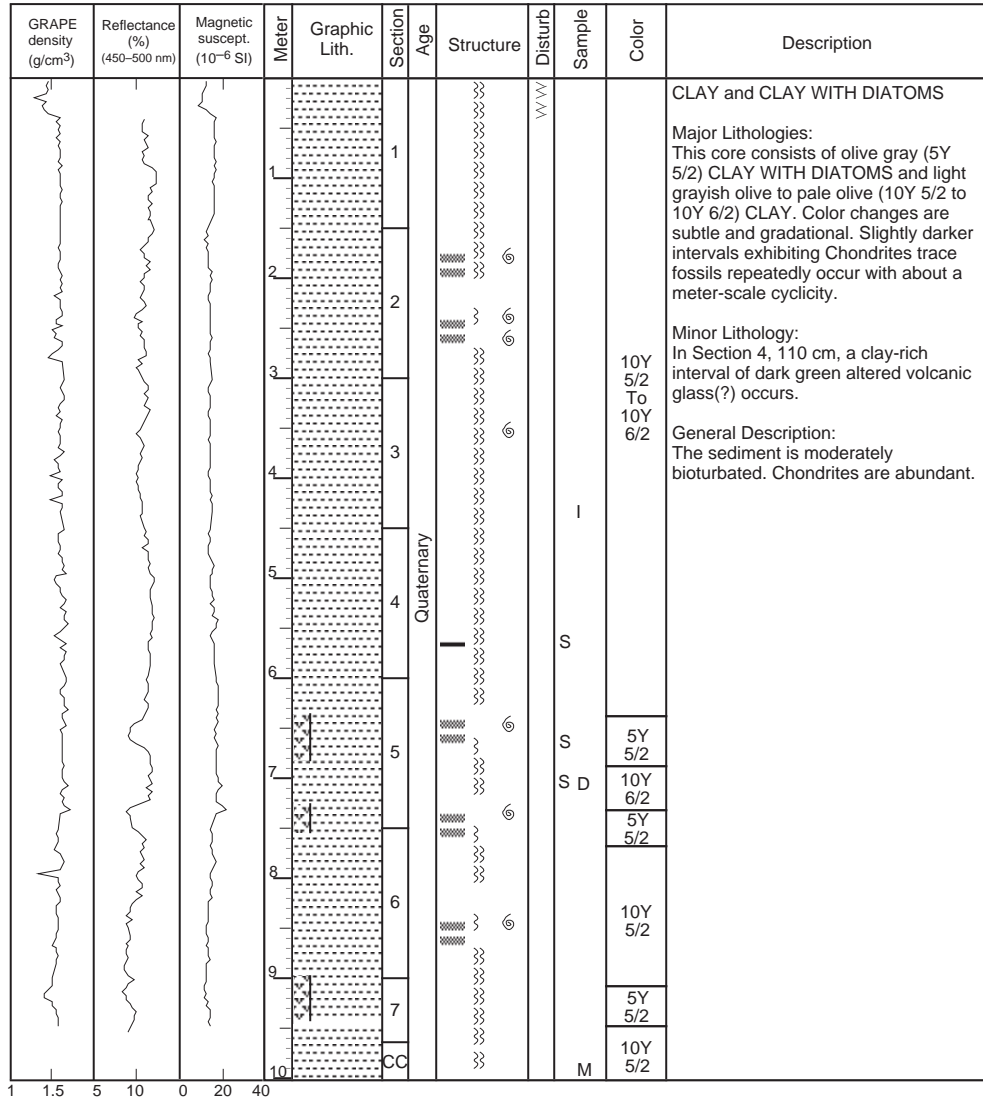 GRAPE
density
(g/cm3)
Reflectance
(%)
(450–500 nm)
Magnetic
suscept.
(10–6 SI)
Meter
Graphic
Lith.
Section
Age
Structure
Disturb
Sample
Color
Description
1
2
3
4
5
6
7
8
9
10
1
2
3
4
5
6
7
CC
Quaternary
I
S
S
S D
M
10Y
5/2
To
10Y
6/2
5Y
5/2
10Y
6/2
5Y
5/2
10Y
5/2
5Y
5/2
10Y
5/2
CLAY and CLAY WITH DIATOMS
Major Lithologies:
This core consists of olive gray (5Y
5/2) CLAY WITH DIATOMS and light
grayish olive to pale olive (10Y 5/2 to
10Y 6/2) CLAY. Color changes are
subtle and gradational. Slightly darker
intervals exhibiting Chondrites trace
fossils repeatedly occur with about a
meter-scale cyclicity.
Minor Lithology:
In Section 4, 110 cm, a clay-rich
interval of dark green altered volcanic
glass(?) occurs.
General Description:
The sediment is moderately
bioturbated. Chondrites are abundant.
1 1.5 5 10 0 20 40